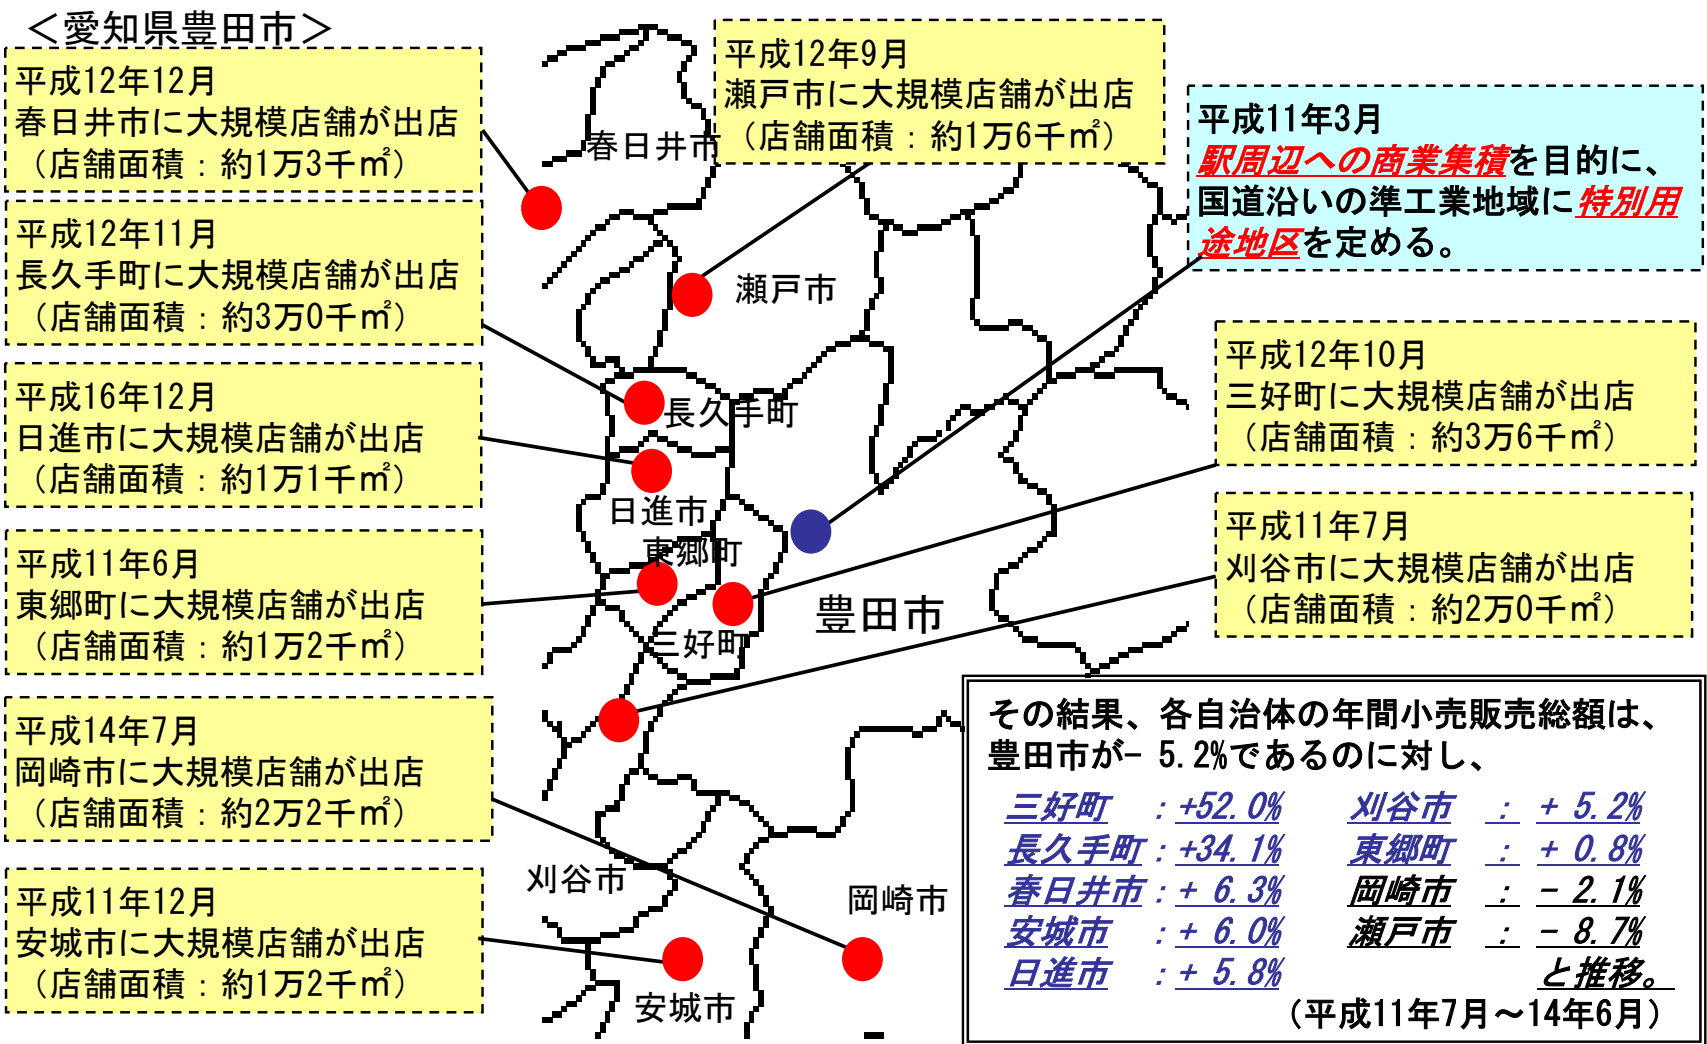 ＜愛知県豊田市＞
平成12年12月
春日井市に大規模店舗が出店
（店舗面積：約1万3千㎡）
平成12年11月
長久手町に大規模店舗が出店
（店舗面積：約3万0千㎡）
平成16年12月
日進市に大規模店舗が出店
（店舗面積：約1万1千㎡）
平成11年6月
東郷町に大規模店舗が出店
（店舗面積：約1万2千㎡）
平成14年7月
岡崎市に大規模店舗が出店
（店舗面積：約2万2千㎡）
平成11年12月
安城市に大規模店舗が出店
（店舗面積：約1万2千㎡）
平成12年9月
瀬戸市に大規模店舗が出店
（店舗面積：約1万6千㎡）
春日井市
瀬戸市
長久手町
日進市
東郷町
三好町
豊田市
刈谷市
岡崎市
安城市
平成11年3月
駅周辺への商業集積を目的に、
国道沿いの準工業地域に特別用
途地区を定める。
平成12年10月
三好町に大規模店舗が出店
（店舗面積：約3万6千㎡）
平成11年7月
刈谷市に大規模店舗が出店
（店舗面積：約2万0千㎡）
その結果、各自治体の年間小売販売総額は、
豊田市が− 5.2%であるのに対し、
三好町 ：+52.0% 刈谷市 ： + 5.2%
長久手町：+34.1% 東郷町 ： + 0.8%
春日井市：+ 6.3% 岡崎市 ： − 2.1%
安城市 ：+ 6.0% 瀬戸市 ： − 8.7%
日進市 ：+ 5.8% と推移。
（平成11年7月～14年6月）